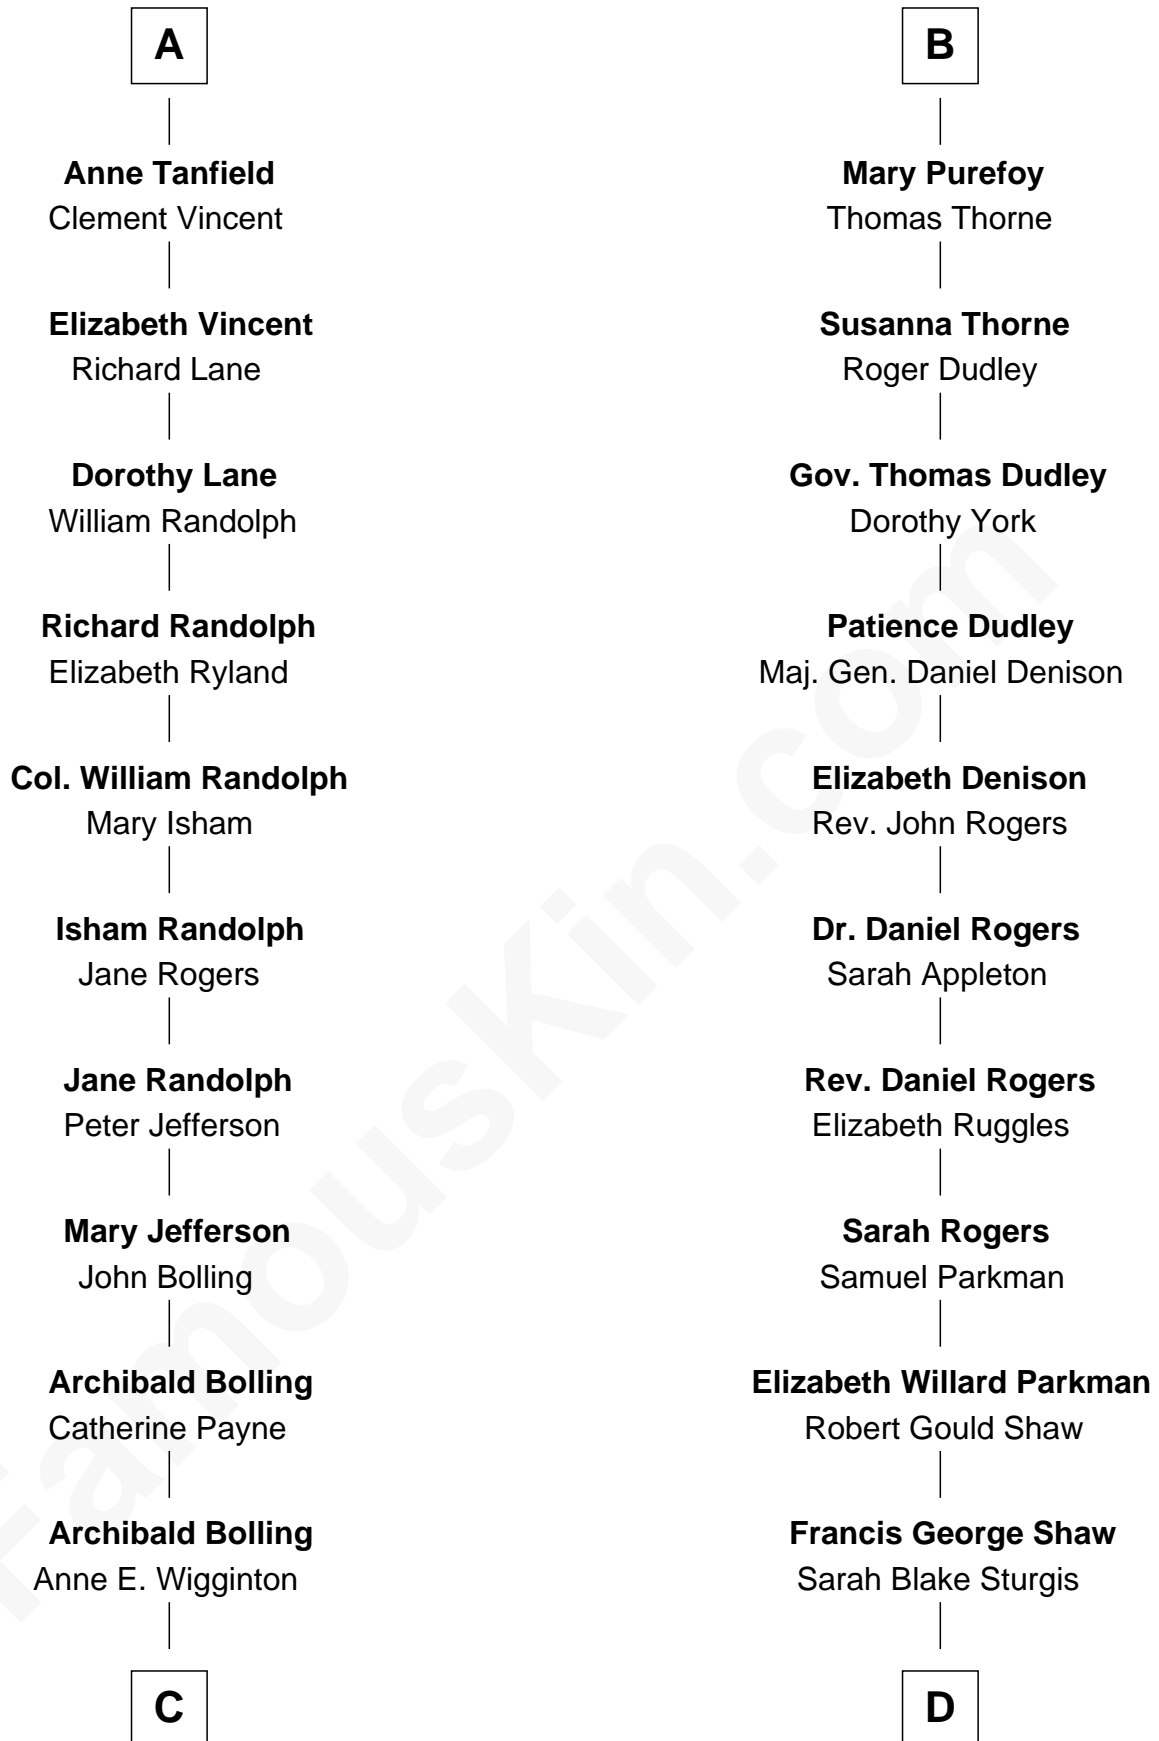 A
Anne Tanfield
Clement Vincent
Elizabeth Vincent
Richard Lane
Dorothy Lane
William Randolph
Richard Randolph
Elizabeth Ryland
Col. William Randolph
Mary Isham
Isham Randolph
Jane Rogers
Jane Randolph
Peter Jefferson
Mary Jefferson
John Bolling
Archibald Bolling
Catherine Payne
Archibald Bolling
Anne E. Wigginton
C
B
Mary Purefoy
Thomas Thorne
Susanna Thorne
Roger Dudley
Gov. Thomas Dudley
Dorothy York
Patience Dudley
Maj. Gen. Daniel Denison
Elizabeth Denison
Rev. John Rogers
Dr. Daniel Rogers
Sarah Appleton
Rev. Daniel Rogers
Elizabeth Ruggles
Sarah Rogers
Samuel Parkman
Elizabeth Willard Parkman
Robert Gould Shaw
Francis George Shaw
Sarah Blake Sturgis
D
FamousKin.com